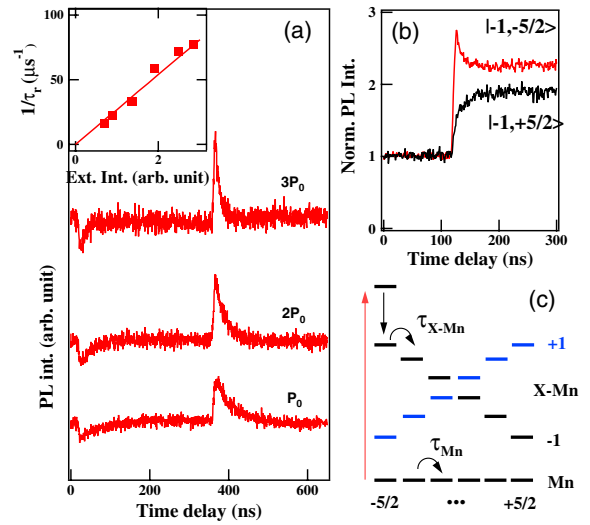 (a)
100
50
0
1/τr (μs-1)
0
2
Ext. Int. (arb. unit)
3P0
2P0
P0
PL int. (arb. unit)
0
200
400
600
Time delay (ns)
(b)
|-1,-5/2>
|-1,+5/2>
3
2
1
Norm. PL Int.
0
100
200
300
Time delay (ns)
(c)
τX-Mn
+1
X-Mn
-1
τMn
Mn
-5/2
•••
+5/2